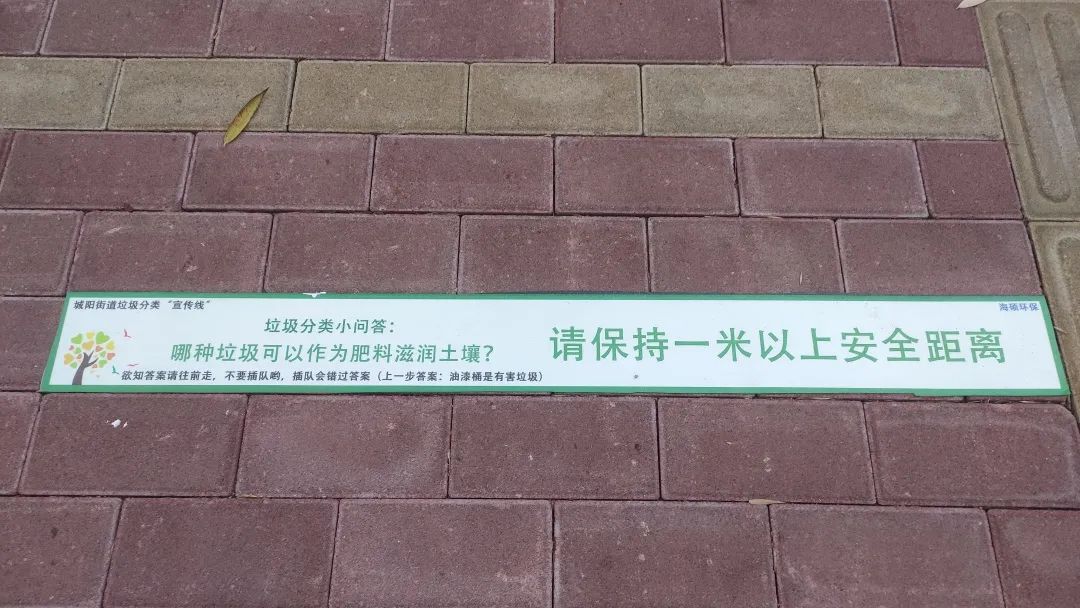 城阳街道垃圾分类“宣传线”
海硕环保
垃圾分类小问答：
哪种垃圾可以作为肥料滋润土壤？
请保持一米以上安全距离
欲知答案请往前走，不要插队哟，插队会错过答案（上一步答案：油漆桶是有害垃圾）